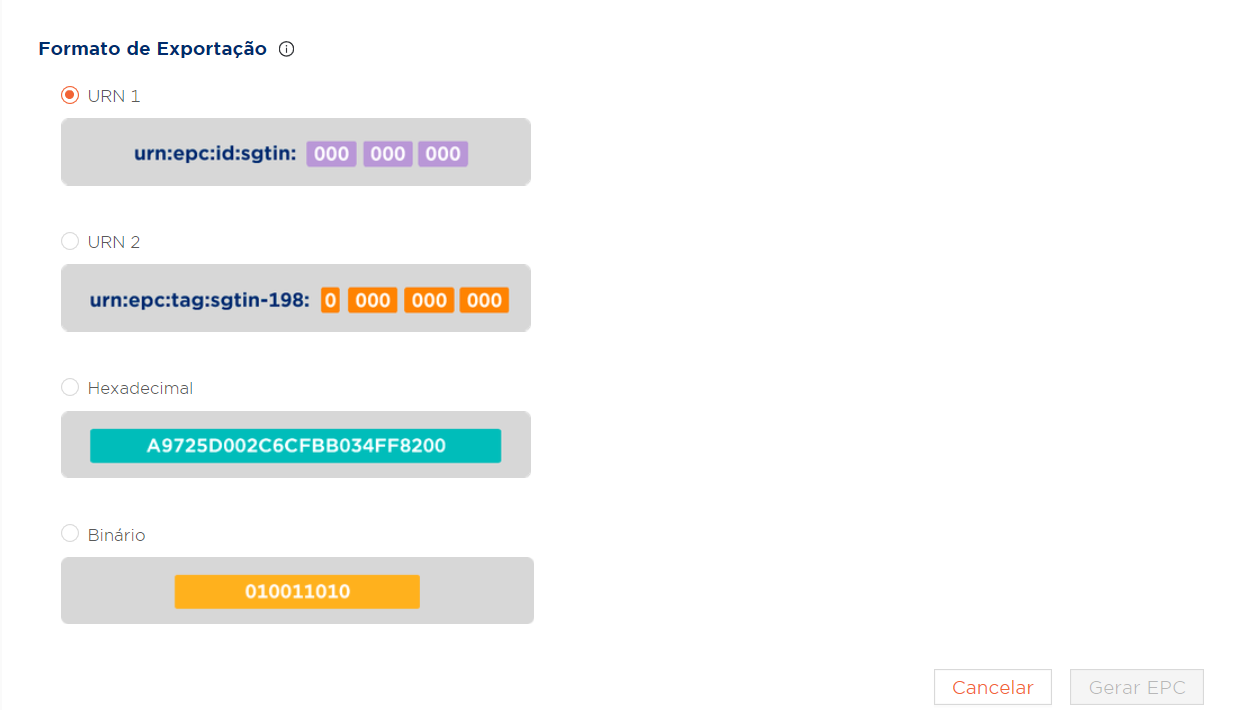 Formato de Exportação
URN 1
urn:epc:id:sgtin: 000 000 000
URN 2
urn:epc:tag:sgtin-198: 0 000 000 000
Hexadecimal
A9725D002C6CFBB034FF8200
Binário
010011010
Cancelar Gerar EPC